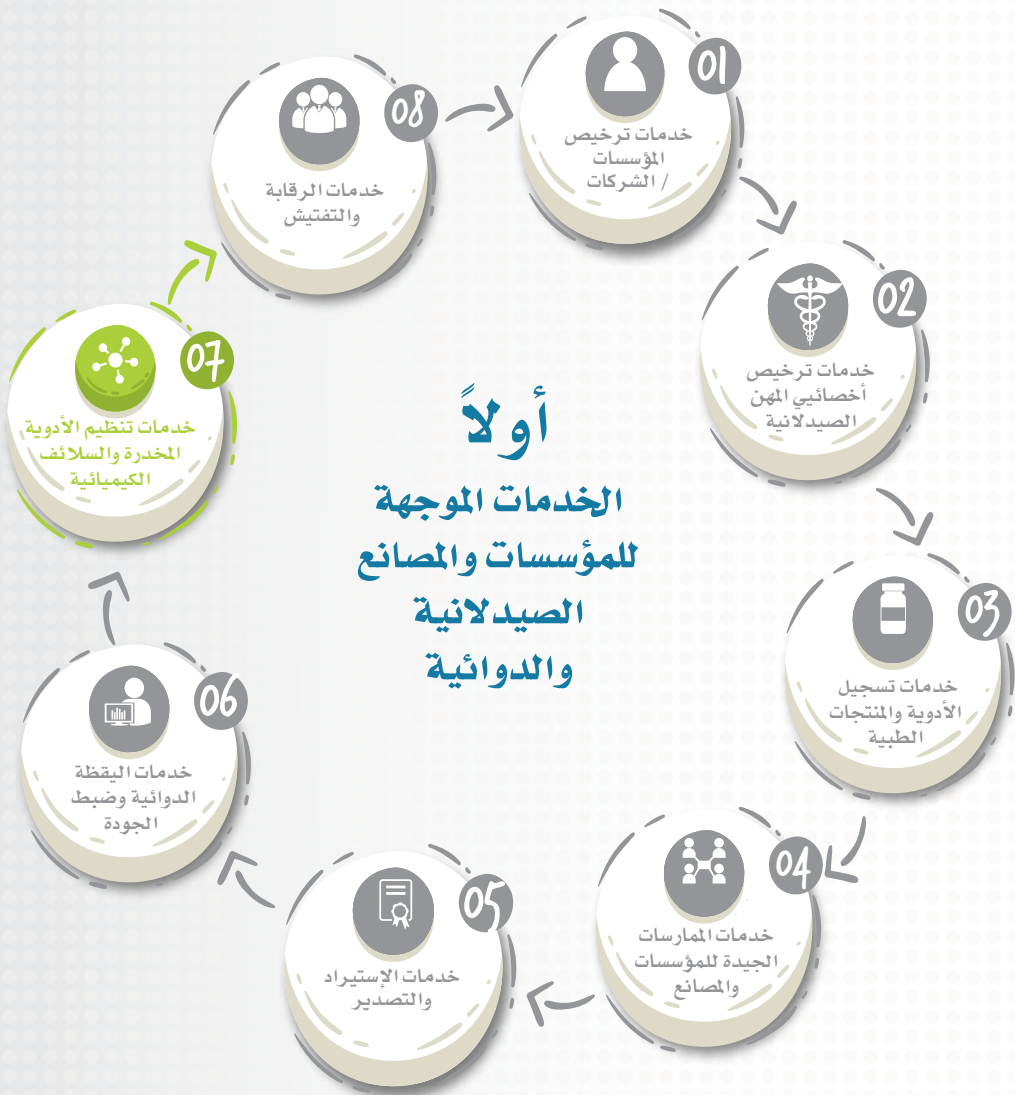 أولاً
الخدمات الموجهة
للمؤسسات والمصانع
الصيدلانية
والدوائية
01
خدمات ترخيص
المؤسسات
/ الشركات
02
خدمات ترخيص
أخصائيي المهن
الصيدلانية
03
خدمات تسجيل
الأدوية والمنتجات
الطبية
04
خدمات الممارسات
الجيدة للمؤسسات
والمصانع
05
خدمات الإستيراد
والتصدير
06
خدمات اليقظة
الدوائية وضبط
الجودة
07
خدمات تنظيم الأدوية
المخدرة والسلائف
الكيميائية
08
خدمات الرقابة
والتفتيش